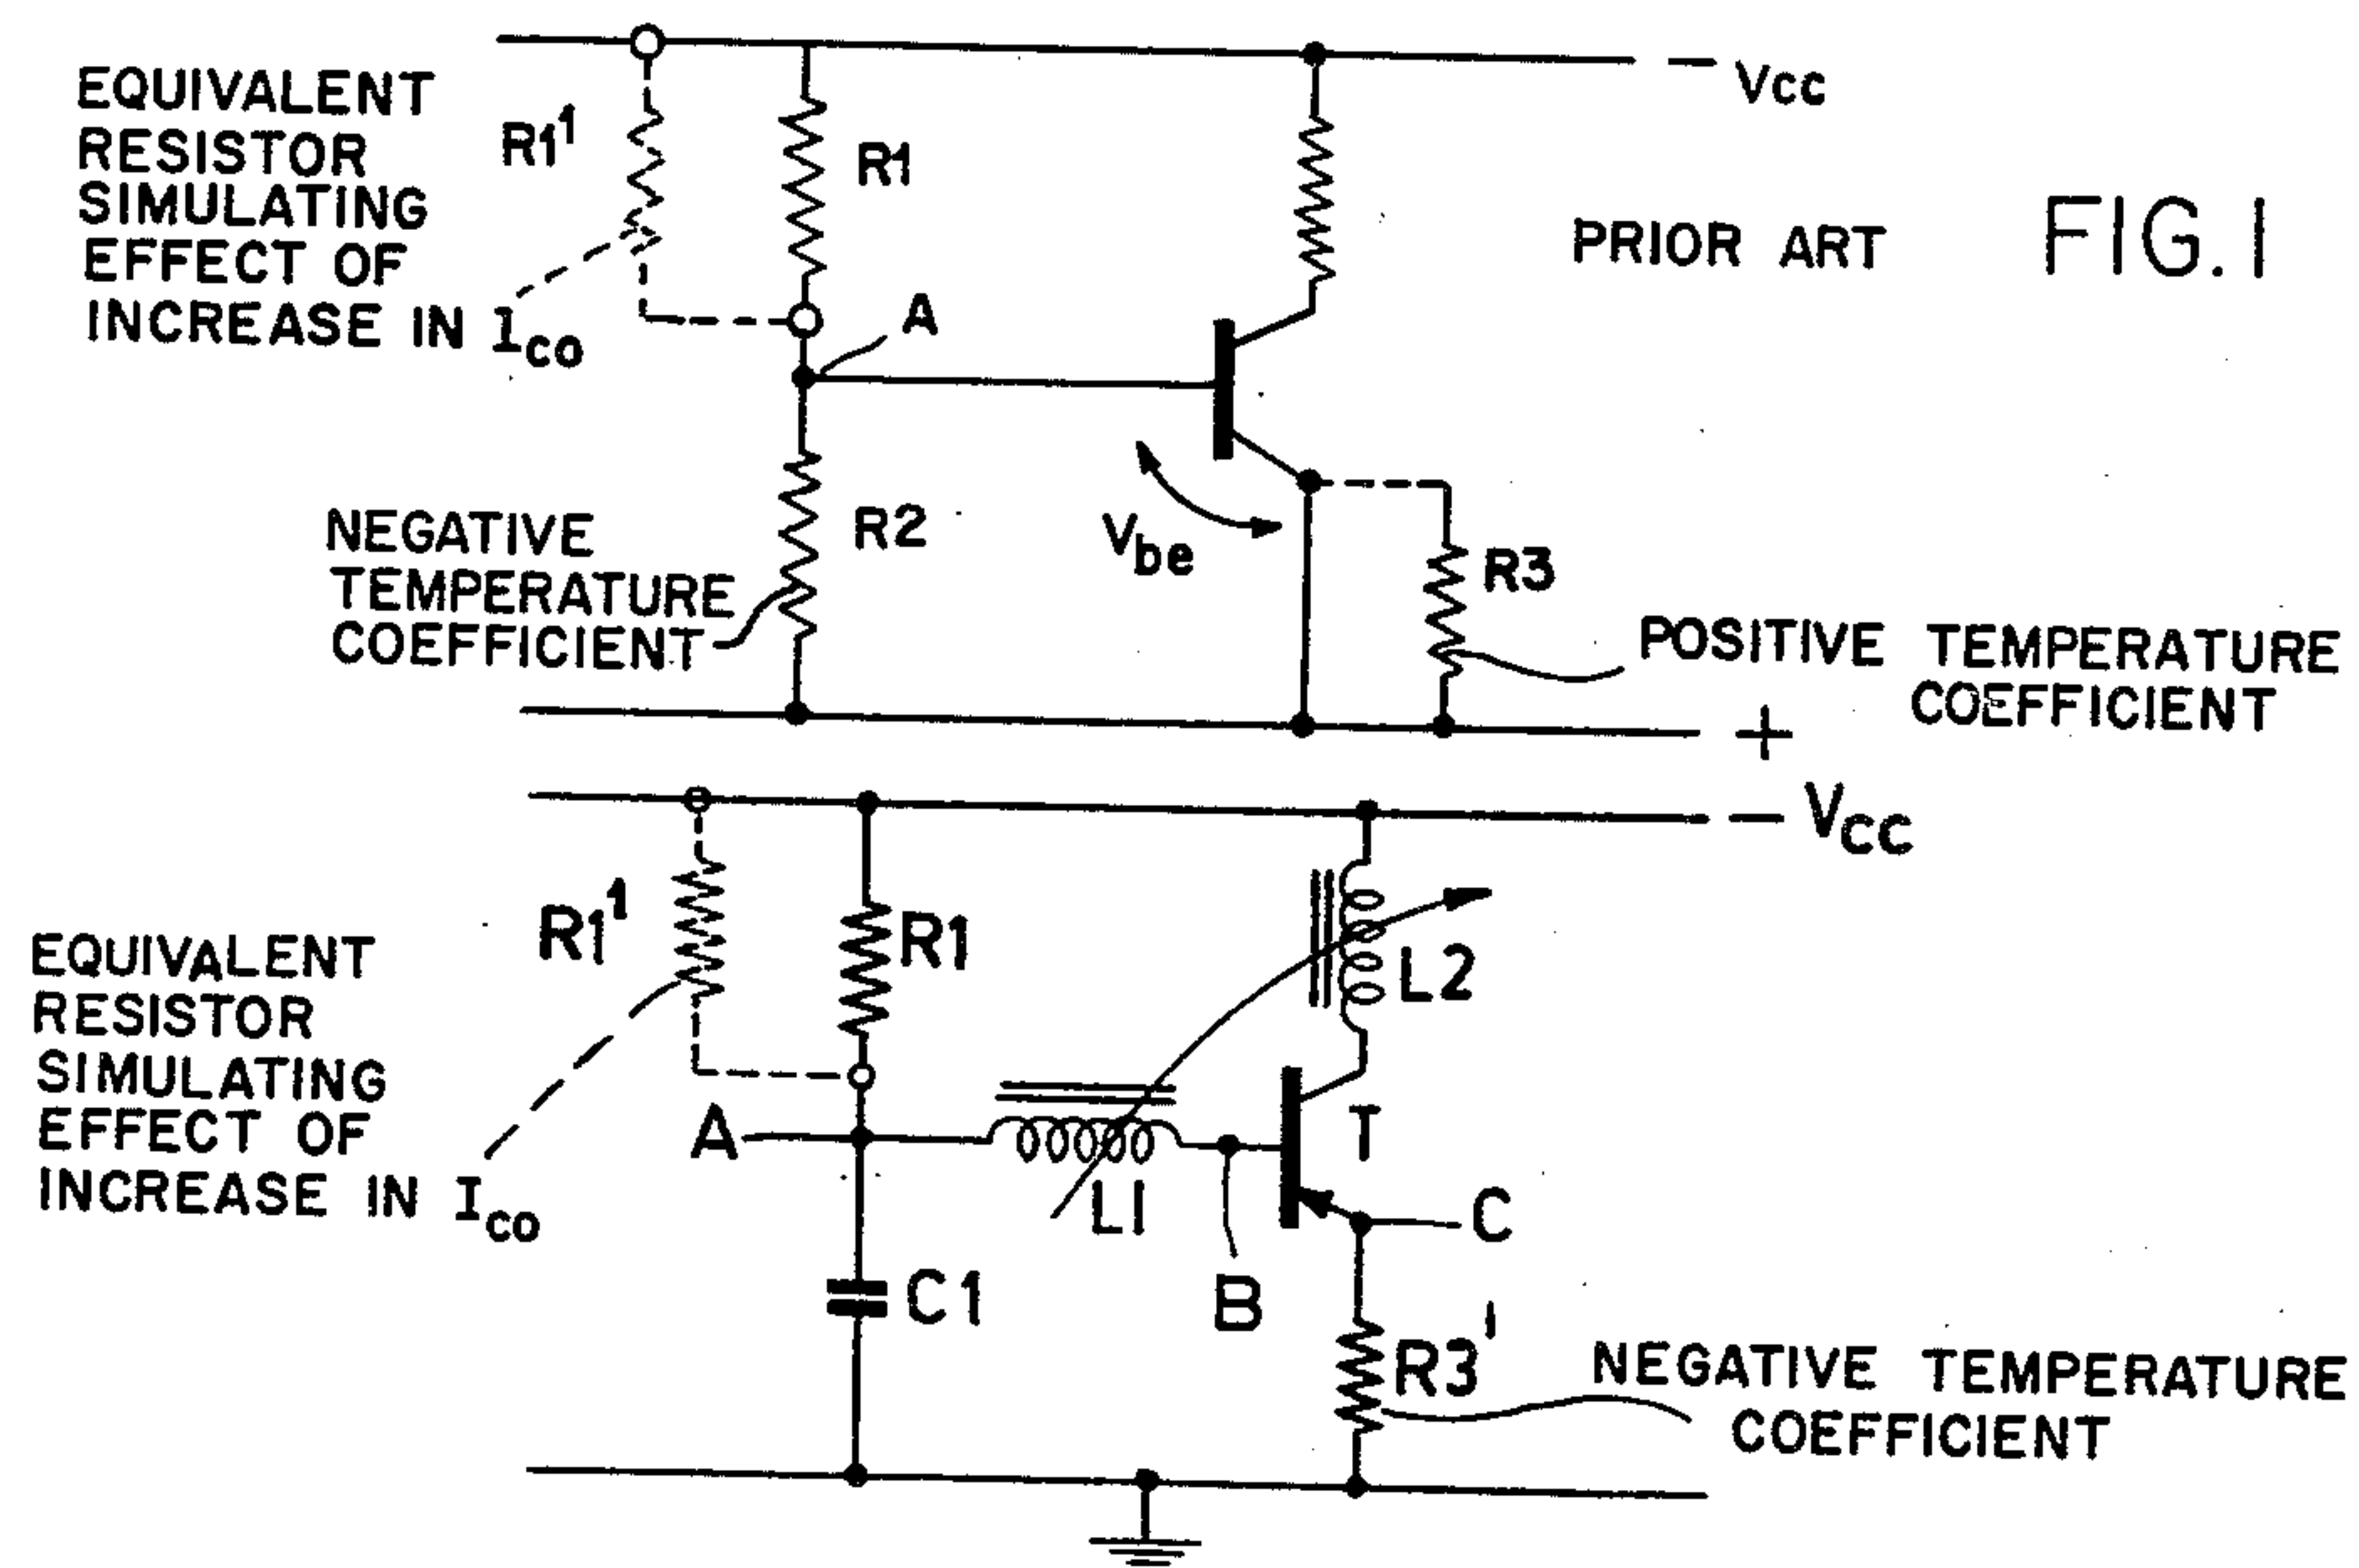 EQUIVALENT
RESISTOR
SIMULATING
EFFECT OF
INCREASE IN Ico
R1¹
R1
A
- Vcc
PRIOR ART
FIG. 1
NEGATIVE
TEMPERATURE
COEFFICIENT
R2
Vbe
R3
POSITIVE TEMPERATURE
COEFFICIENT
+
- Vcc
EQUIVALENT
RESISTOR
SIMULATING
EFFECT OF
INCREASE IN Ico
R1¹
R1
L2
A
L1
T
B
C
C1
R3'
NEGATIVE TEMPERATURE
COEFFICIENT